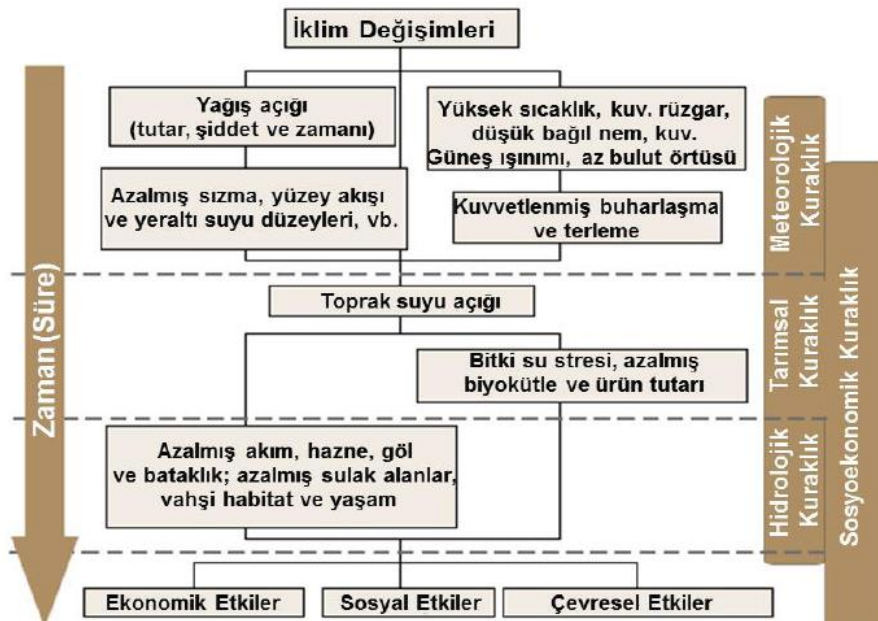 İklim Değişimleri
Yağış açığı
(tutar, şiddet ve zamanı)
Yüksek sıcaklık, kuv. rüzgar,
düşük bağıl nem, kuv.
Güneş ışınımı, az bulut örtüsü
Azalmış sızma, yüzey akışı
ve yeraltı suyu düzeyleri, vb.
Kuvvetlenmiş buharlaşma
ve terleme
Toprak suyu açığı
Bitki su stresi, azalmış
biyokütle ve ürün tutarı
Azalmış akım, hazne, göl
ve bataklık; azalmış sulak alanlar,
vahşi habitat ve yaşam
Ekonomik Etkiler
Sosyal Etkiler
Çevresel Etkiler
Zaman (Süre)
Meteorolojik
Kuraklık
Tarımsal
Kuraklık
Hidrolojik
Kuraklık
Sosyoekonomik Kuraklık